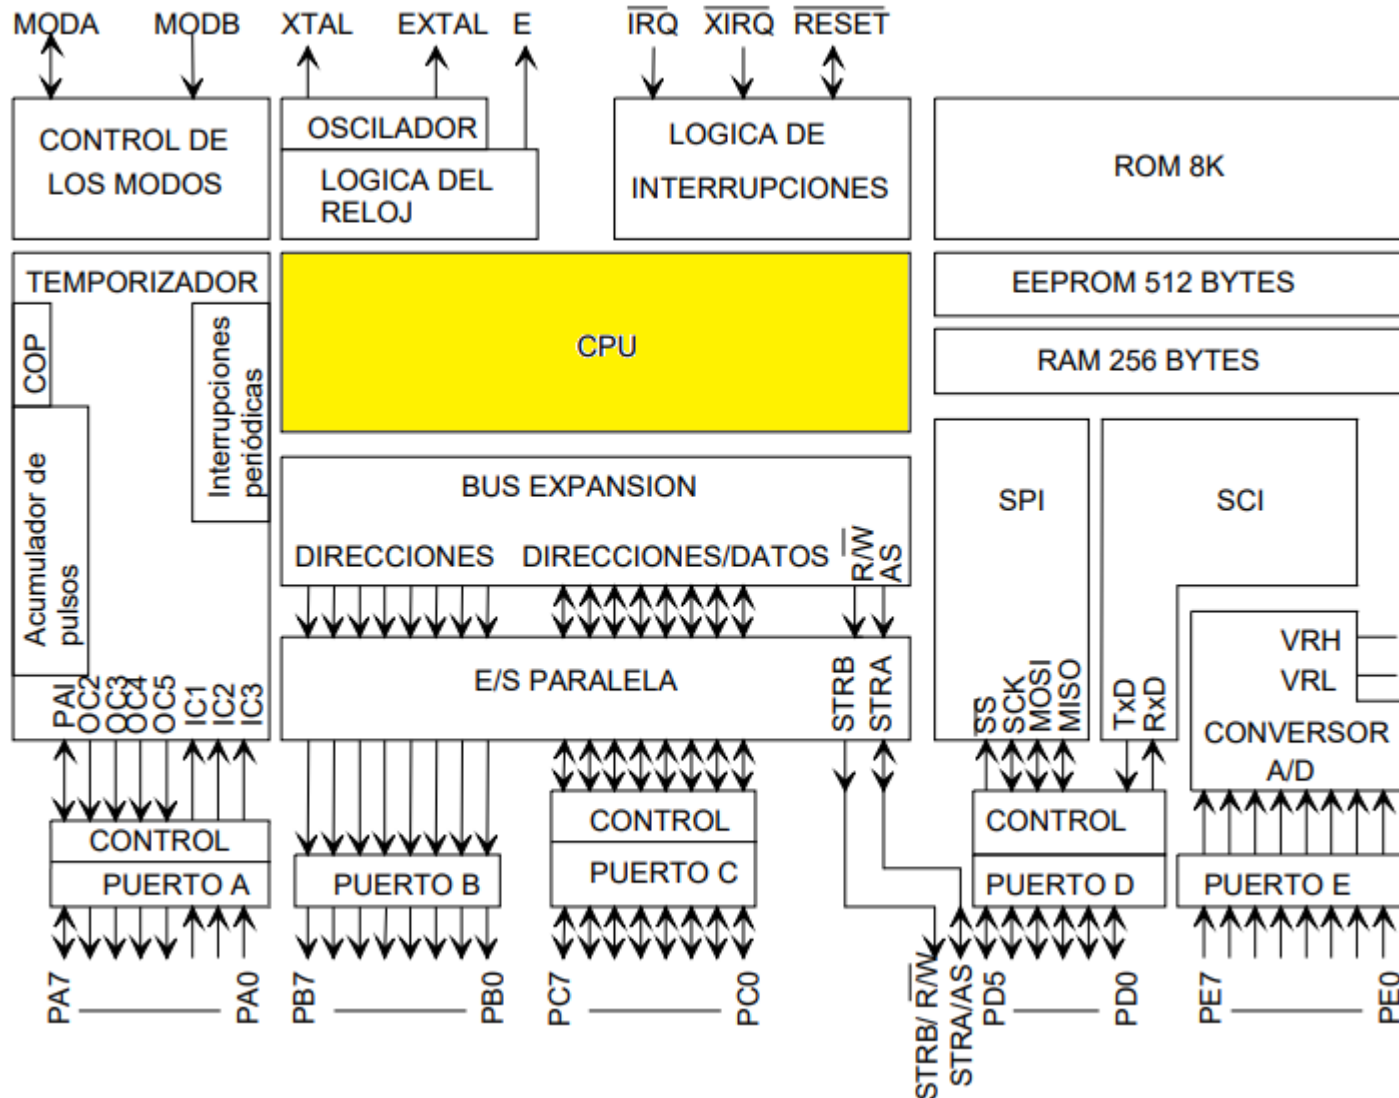 MODA
MODB
XTAL
EXTAL
E
IRQ
XIRQ
RESET
CONTROL DE
LOS MODOS
OSCILADOR
LOGICA DEL
RELOJ
LOGICA DE
INTERRUPCIONES
ROM 8K
TEMPORIZADOR
COP
Interrupciones
periódicas
Acumulador de
pulsos
CPU
EEPROM 512 BYTES
RAM 256 BYTES
BUS EXPANSION
DIRECCIONES
DIRECCIONES/DATOS
R/W
AS
SPI
SCI
PAI
OC2
OC3
OC4
OC5
IC1
IC2
IC3
E/S PARALELA
STRB
STRA
SS
SCK
MOSI
MISO
TxD
RxD
VRH
VRL
CONVERSOR
A/D
CONTROL
PUERTO A
PUERTO B
CONTROL
PUERTO C
CONTROL
PUERTO D
PUERTO E
PA7
PA0
PB7
PB0
PC7
PC0
STRB/ R/W
STRA/AS
PD5
PD0
PE7
PE0